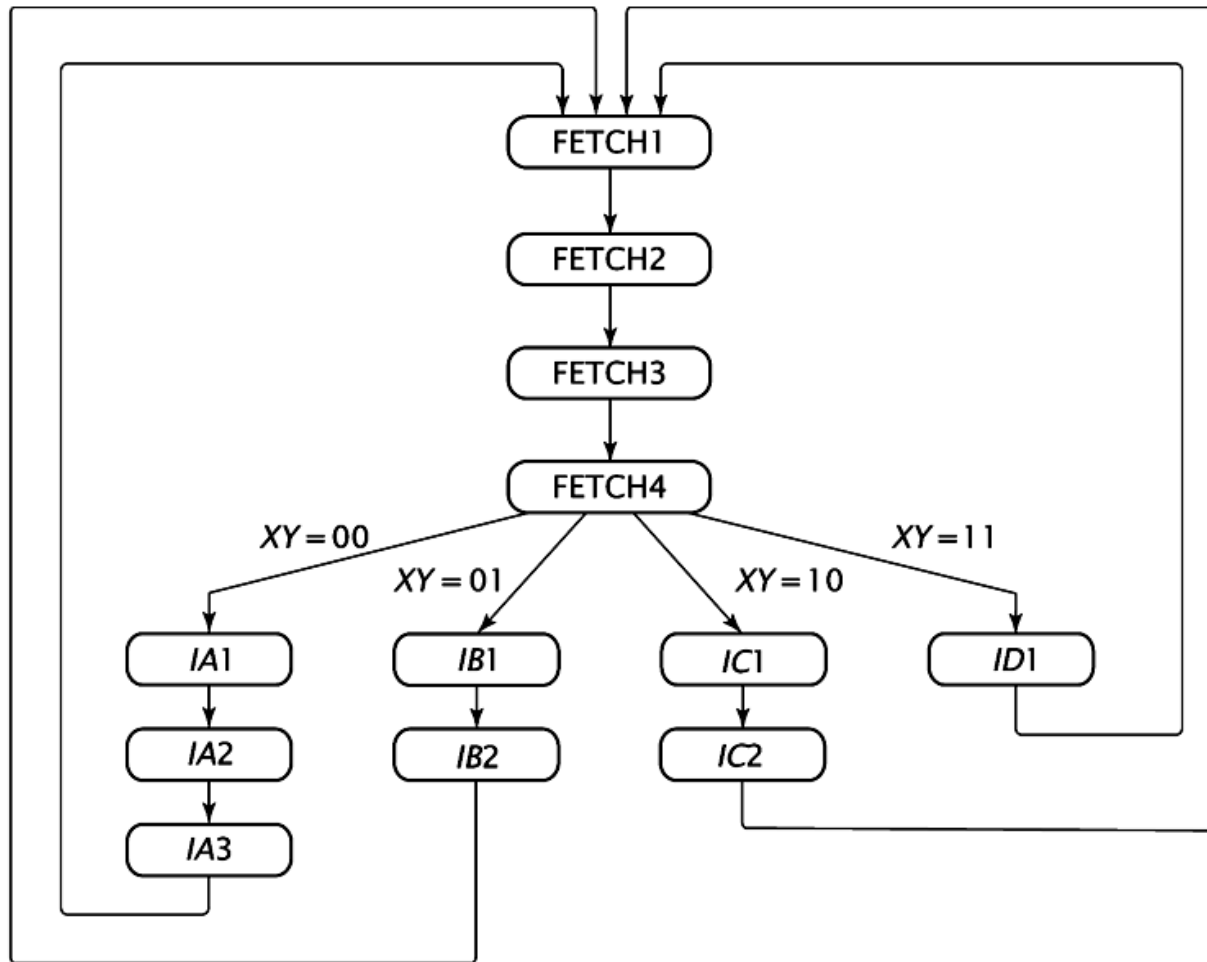 FETCH1
FETCH2
FETCH3
FETCH4
XY=00
XY=01
XY=10
XY=11
IA1
IB1
IC1
ID1
IA2
IB2
IC2
IA3